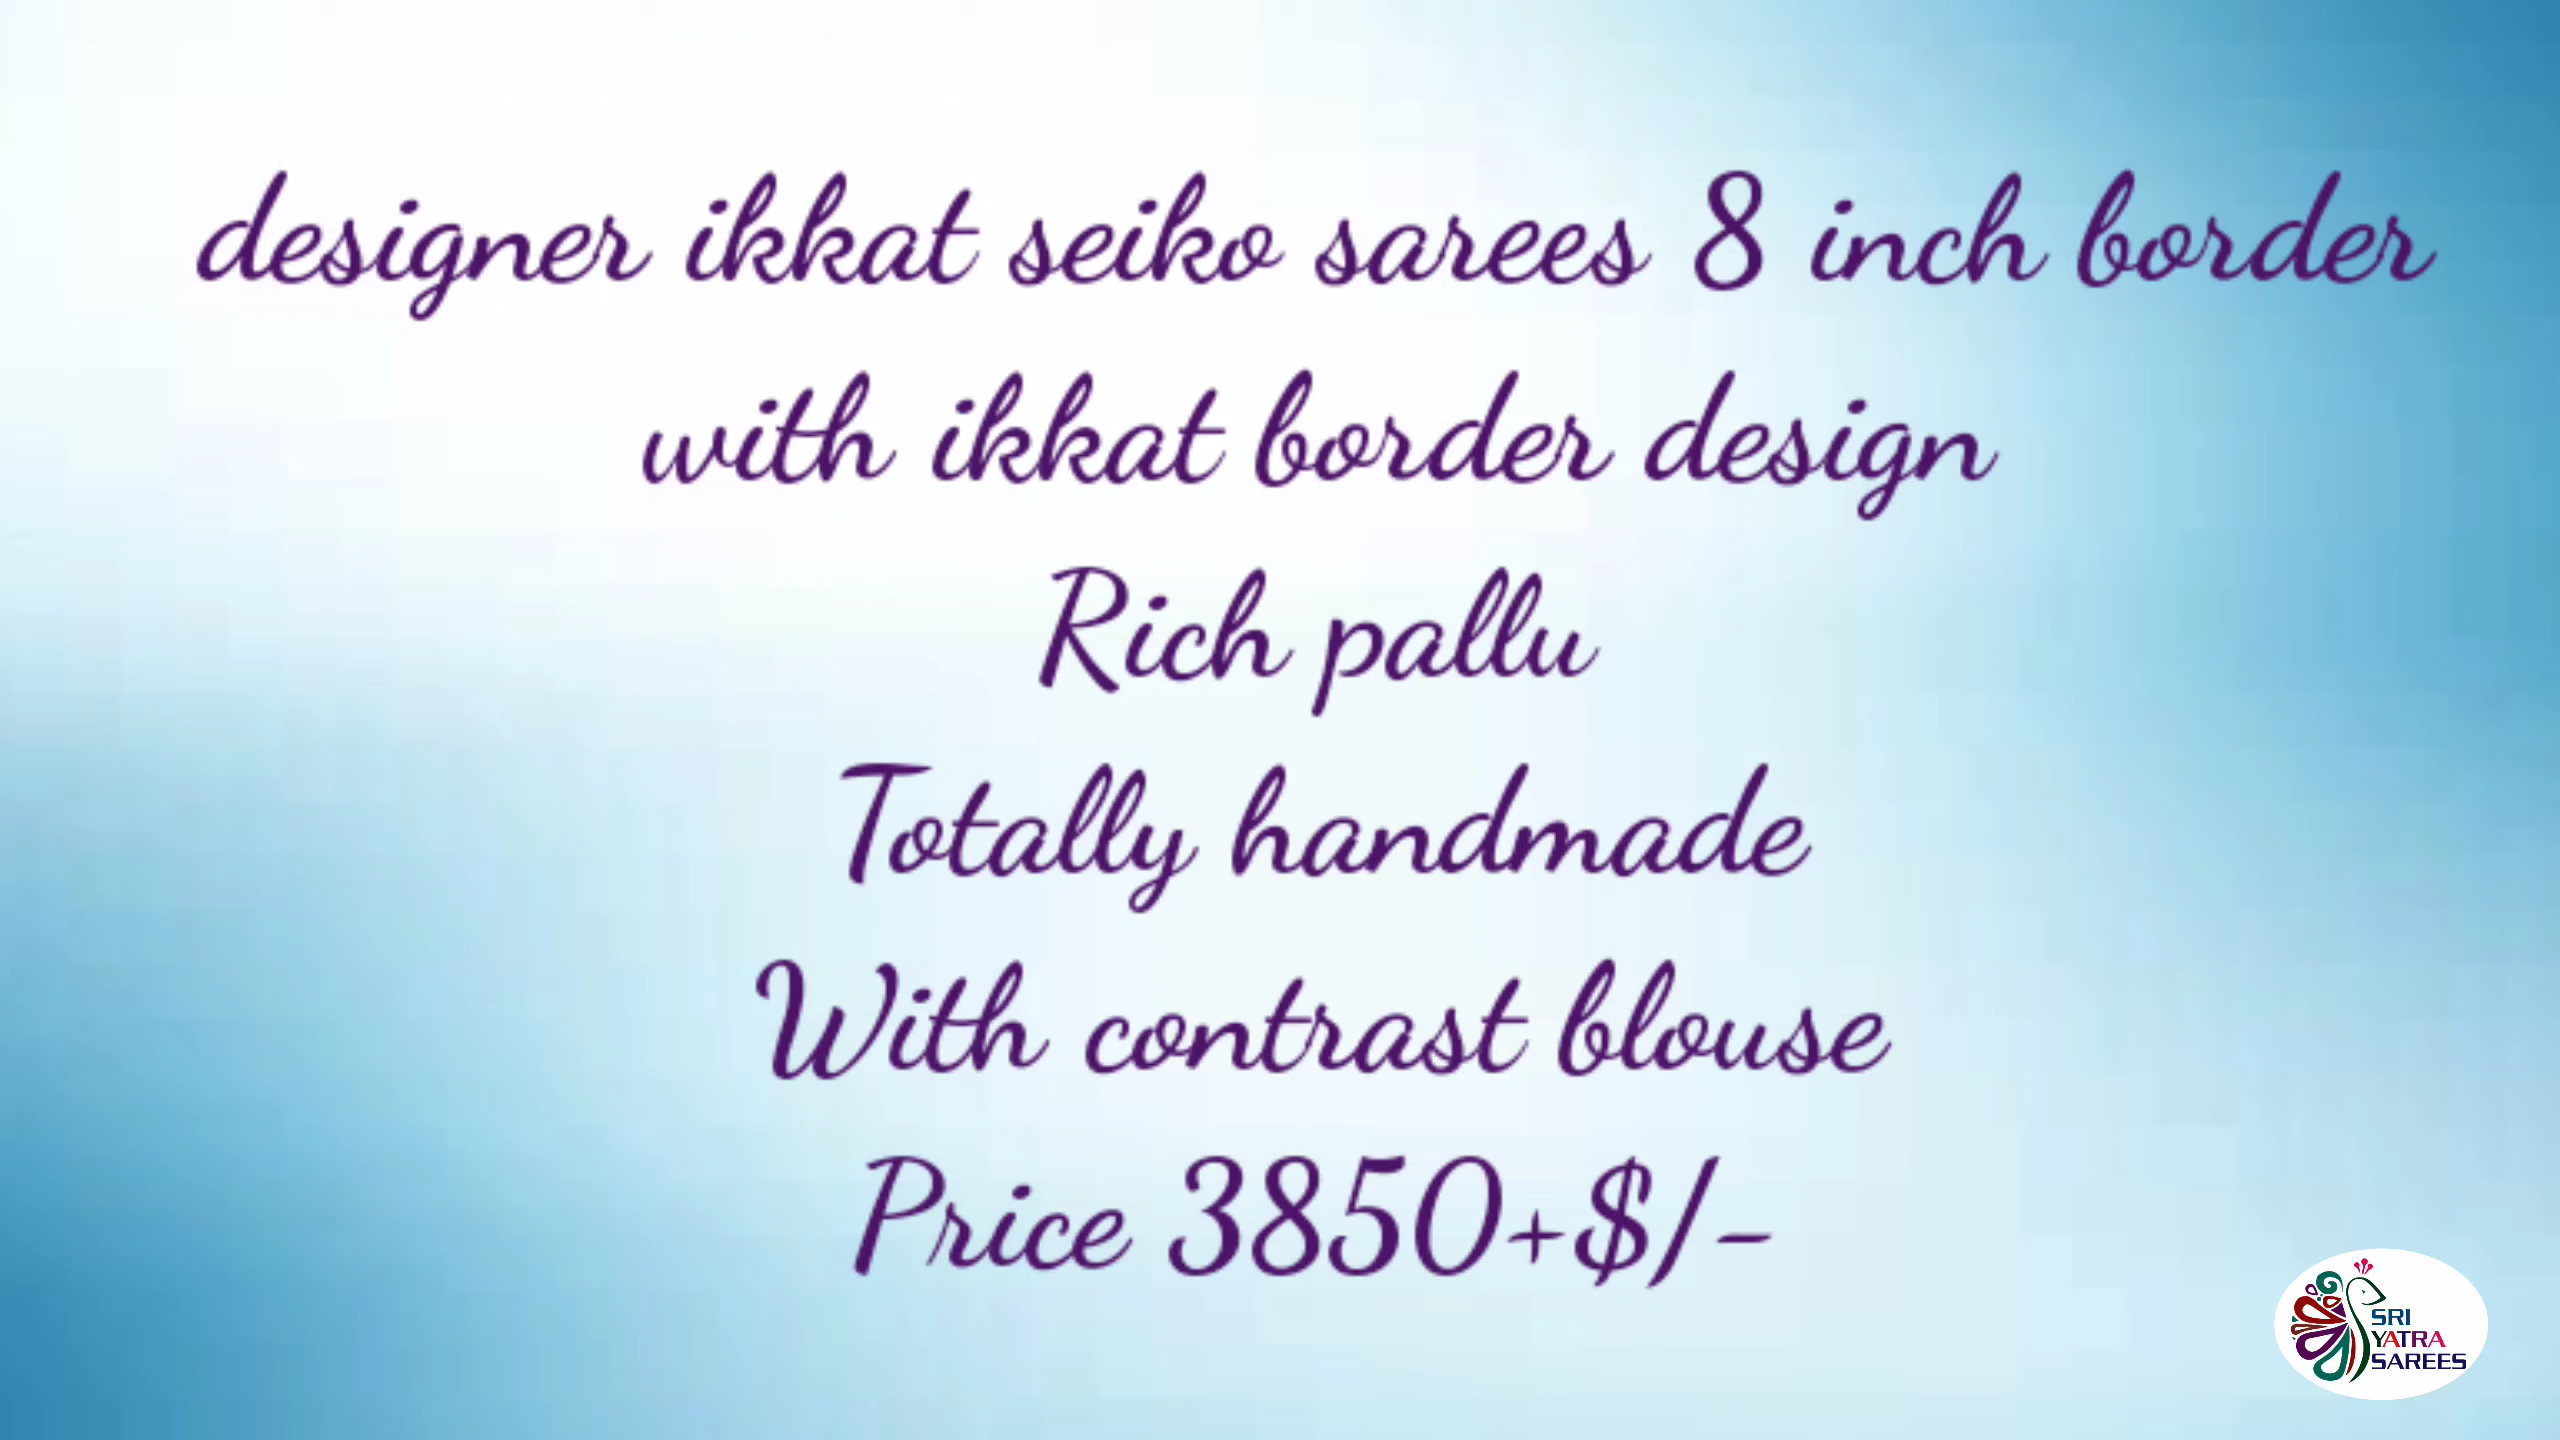 designer ikkat seiko sarees 8 inch border
with ikkat border design
Rich pallu
Totally handmade
With contrast blouse
Price 3850+$/-
SRI
YATRA
SAREES